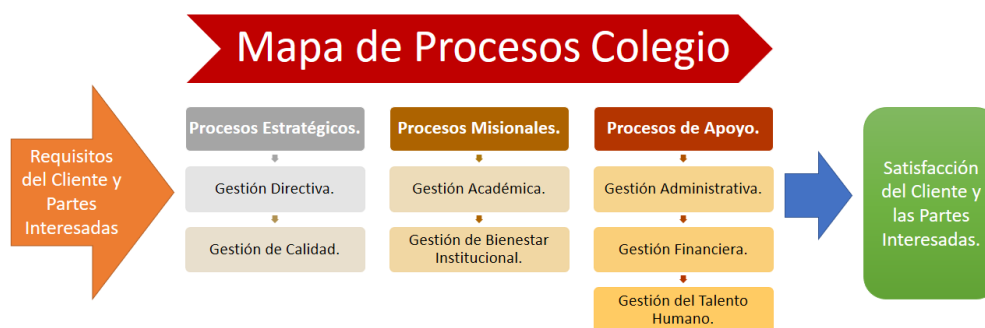 Mapa de Procesos Colegio
Requisitos
del Cliente y
Partes
Interesadas
Procesos Estratégicos.
Gestión Directiva.
Gestión de Calidad.
Procesos Misionales.
Gestión Académica.
Gestión de Bienestar
Institucional.
Procesos de Apoyo.
Gestión Administrativa.
Gestión Financiera.
Gestión del Talento
Humano.
Satisfacción
del Cliente y
las Partes
Interesadas.